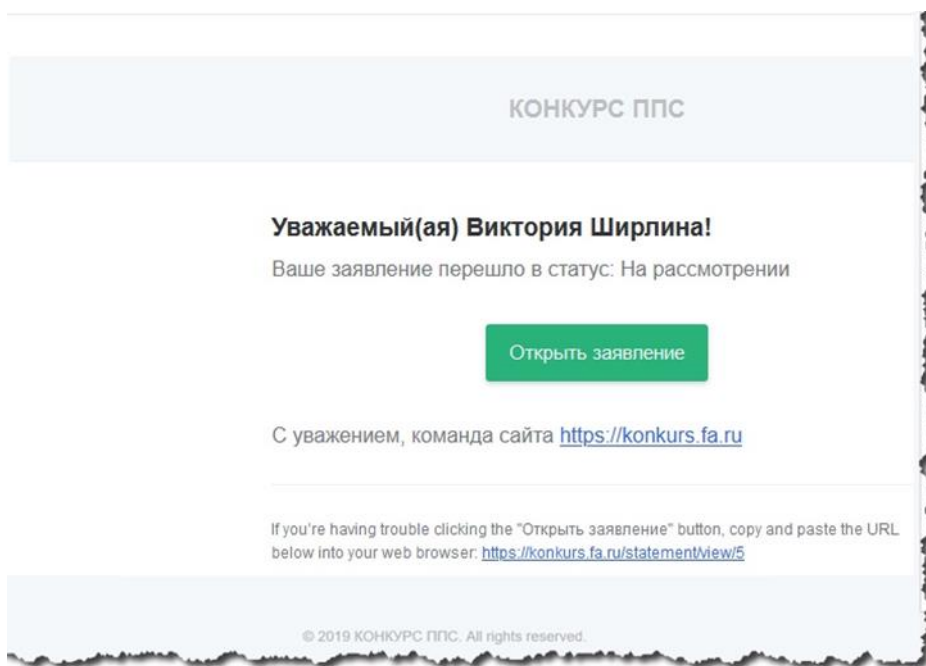 КОНКУРС ППС
Уважаемый(ая) Виктория Ширлина!
Ваше заявление перешло в статус: На рассмотрении
Открыть заявление
С уважением, команда сайта https://konkurs.fa.ru
If you're having trouble clicking the "Открыть заявление" button, copy and paste the URL
below into your web browser: https://konkurs.fa.ru/statement/view/5
© 2019 КОНКУРС ППС. All rights reserved.